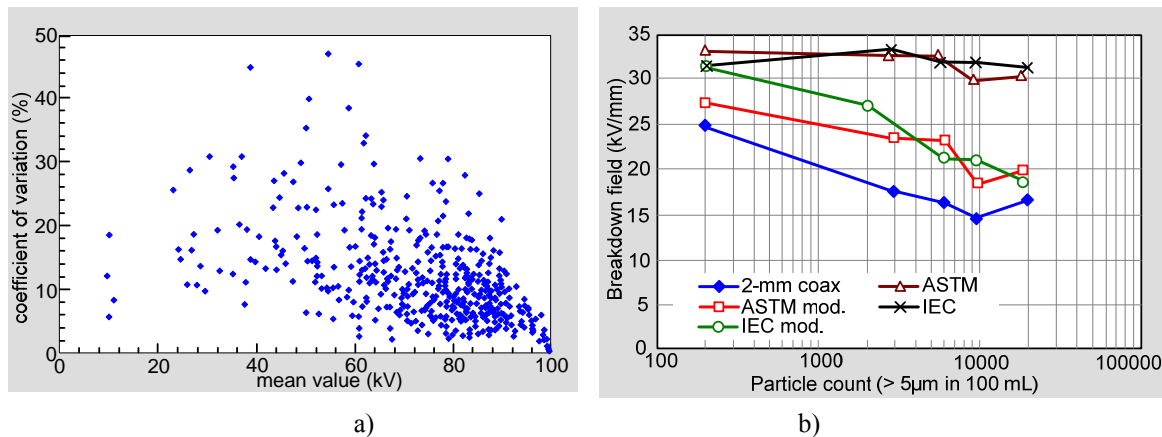 50
40
30
20
10
0
coefficient of variation (%)
0 20 40 60 80 100
mean value (kV)
a)
35
30
25
20
15
10
5
0
Breakdown field (kV/mm)
2-mm coax
ASTM mod.
IEC mod.
ASTM
IEC
100 1000 10000 100000
Particle count (> 5µm in 100 mL)
b)